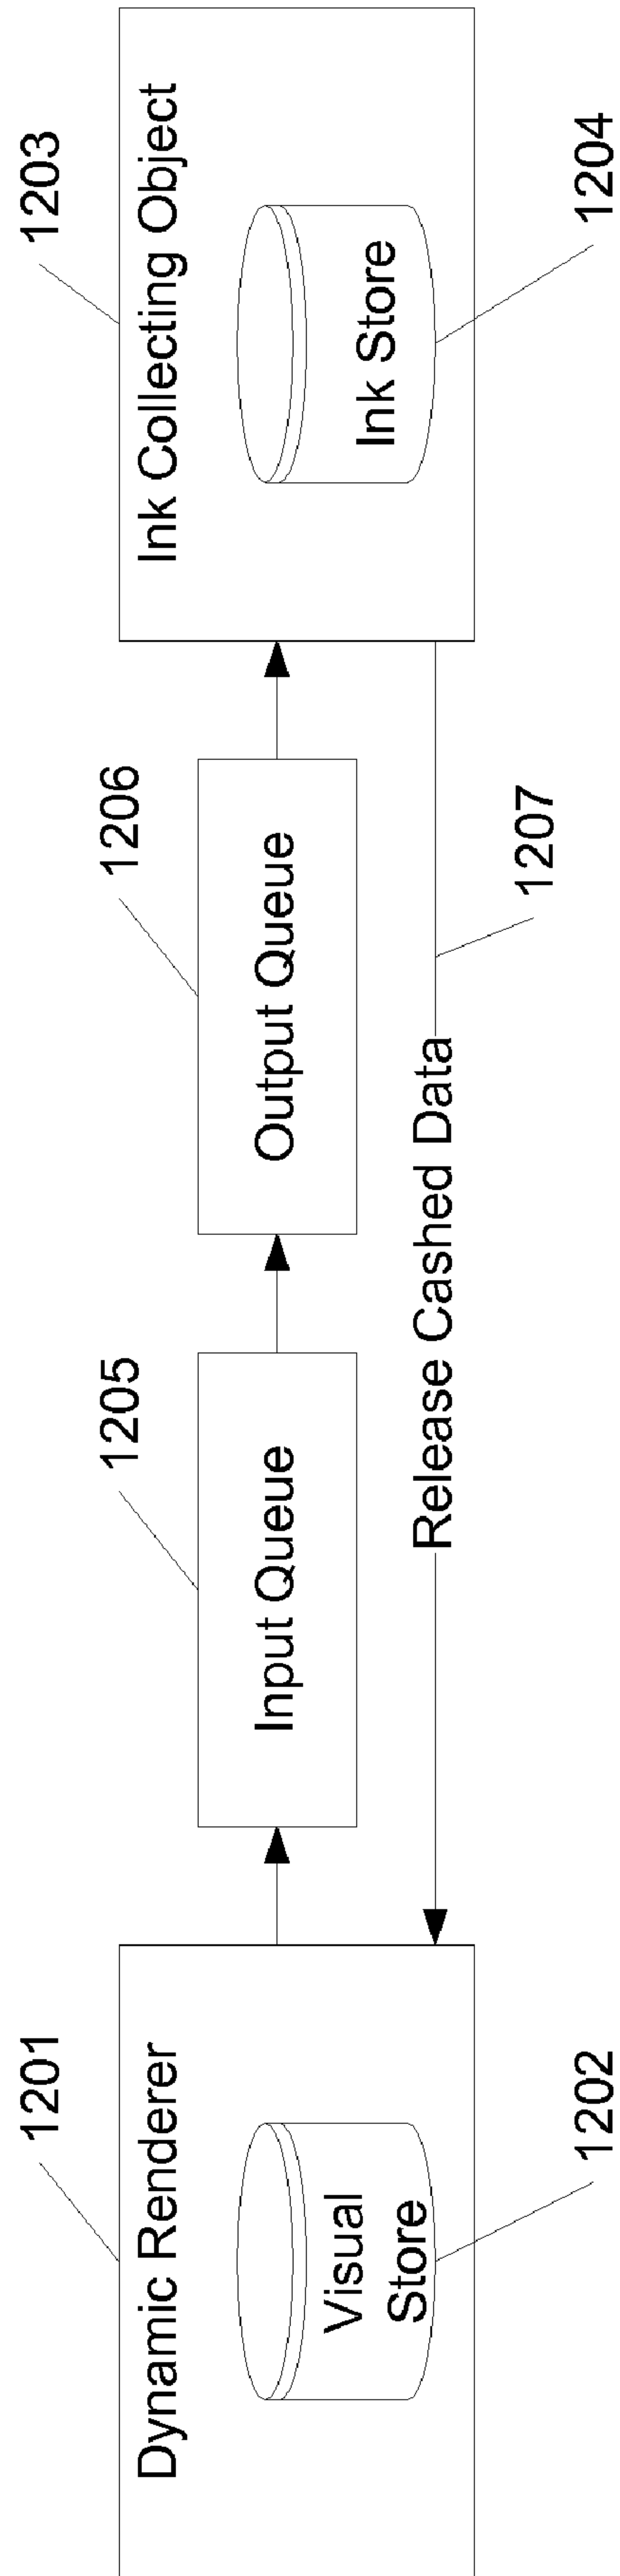 1201
Dynamic Renderer
Visual
Store
1202
1205
Input Queue
1206
Output Queue
Release Cashed Data
1207
1203
Ink Collecting Object
Ink Store
1204